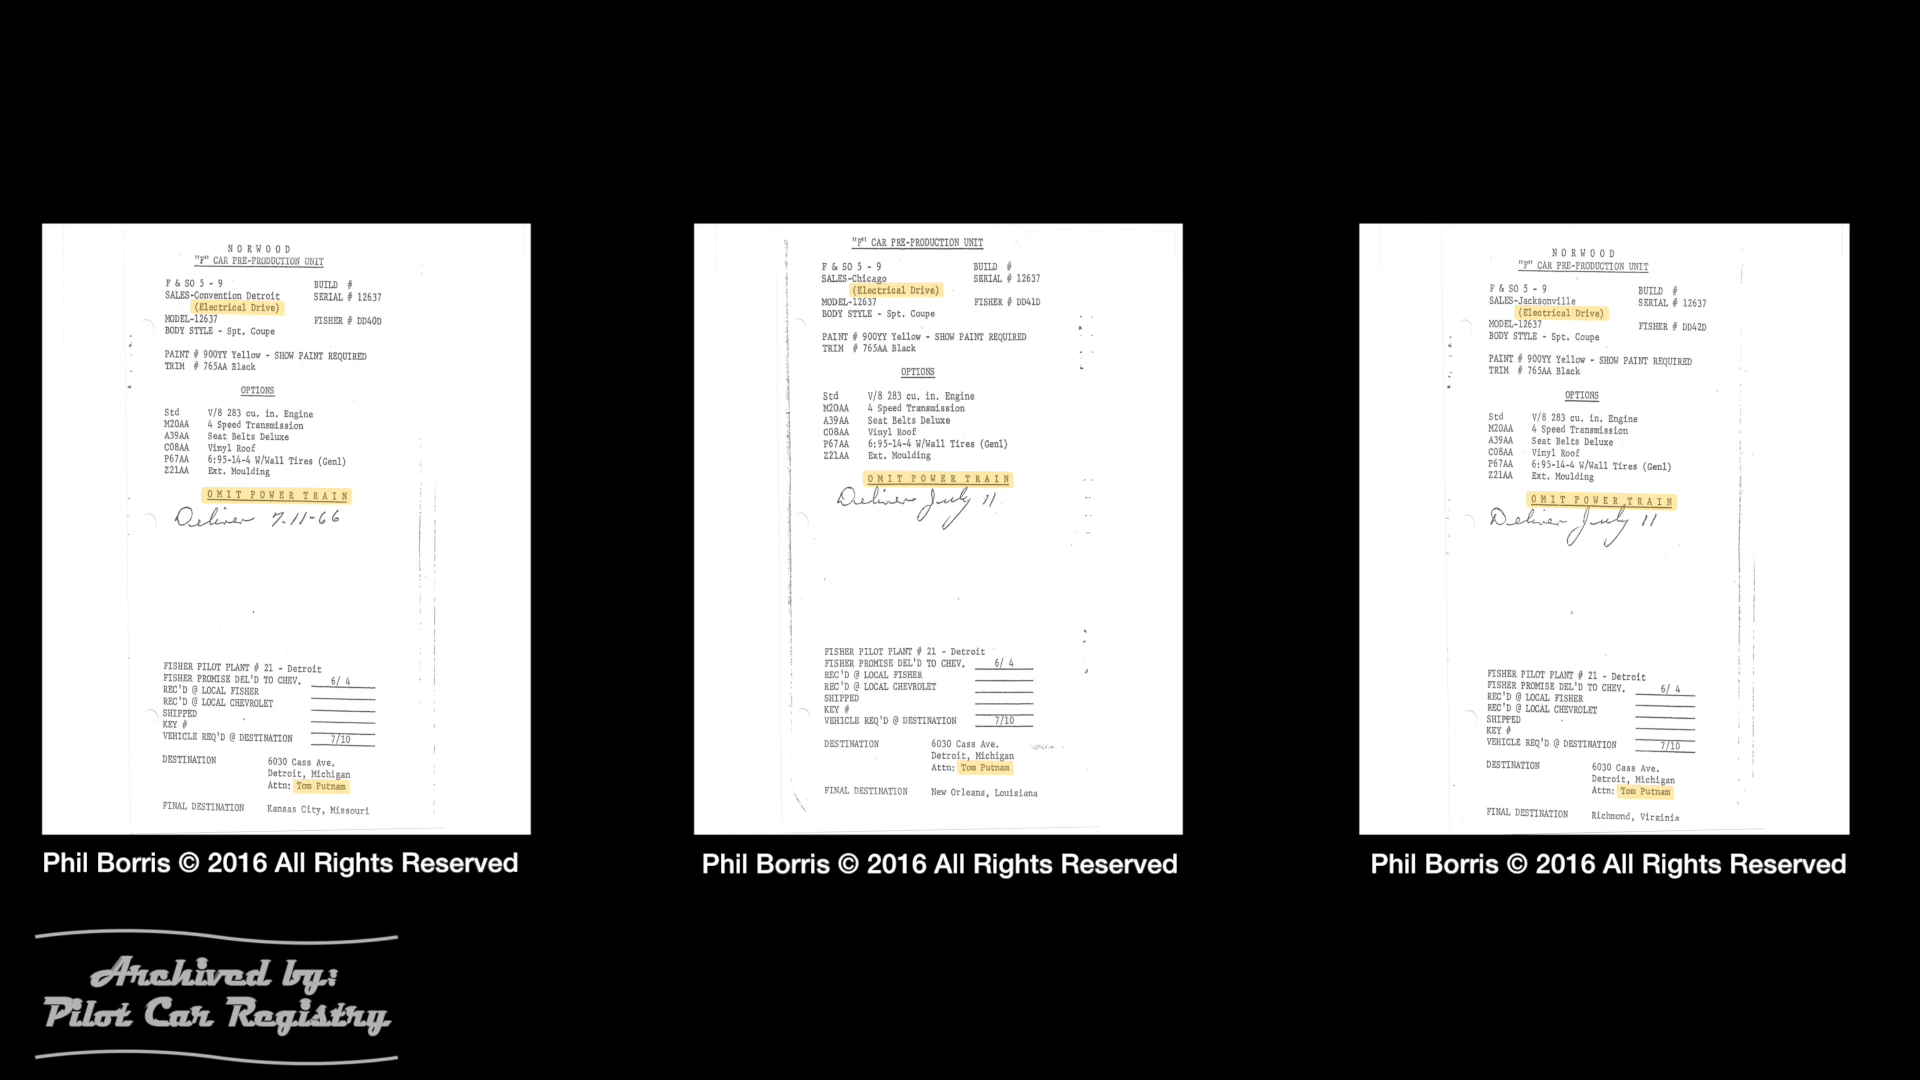 NORWOOD
"F" CAR PRE-PRODUCTION UNIT
F & SO 5 - 9 BUILD #
SALES-Convention Detroit SERIAL # 12637
(Electrical Drive)
MODEL-12637 FISHER # DD40D
BODY STYLE - Spt. Coupe
PAINT # 900YY Yellow - SHOW PAINT REQUIRED
TRIM # 765AA Black
OPTIONS
Std V/8 283 cu. in. Engine
M20AA 4 Speed Transmission
A39AA Seat Belts Deluxe
C08AA Vinyl Roof
P67AA 6:95-14-4 W/Wall Tires (Genl)
Z21AA Ext. Moulding
OMIT POWER TRAIN
Deliver 7-11-66
FISHER PILOT PLANT # 21 - Detroit
FISHER PROMISE DEL'D TO CHEV. 6/ 4
REC'D @ LOCAL FISHER
REC'D @ LOCAL CHEVROLET
SHIPPED
KEY #
VEHICLE REQ'D @ DESTINATION 7/10
DESTINATION 6030 Cass Ave.
Detroit, Michigan
Attn: Tom Putnam
FINAL DESTINATION Kansas City, Missouri
Phil Borris © 2016 All Rights Reserved
"F" CAR PRE-PRODUCTION UNIT
F & SO 5 - 9 BUILD #
SALES-Chicago SERIAL # 12637
(Electrical Drive)
MODEL-12637 FISHER # DD41D
BODY STYLE - Spt. Coupe
PAINT # 900YY Yellow - SHOW PAINT REQUIRED
TRIM # 765AA Black
OPTIONS
Std V/8 283 cu. in. Engine
M20AA 4 Speed Transmission
A39AA Seat Belts Deluxe
C08AA Vinyl Roof
P67AA 6:95-14-4 W/Wall Tires (Genl)
Z21AA Ext. Moulding
OMIT POWER TRAIN
Deliver July 11
FISHER PILOT PLANT # 21 - Detroit
FISHER PROMISE DEL'D TO CHEV. 6/ 4
REC'D @ LOCAL FISHER
REC'D @ LOCAL CHEVROLET
SHIPPED
KEY #
VEHICLE REQ'D @ DESTINATION 7/10
DESTINATION 6030 Cass Ave.
Detroit, Michigan
Attn: Tom Putnam
FINAL DESTINATION New Orleans, Louisiana
Phil Borris © 2016 All Rights Reserved
NORWOOD
"F" CAR PRE-PRODUCTION UNIT
F & SO 5 - 9 BUILD #
SALES-Jacksonville SERIAL # 12637
(Electrical Drive)
MODEL-12637 FISHER # DD42D
BODY STYLE - Spt. Coupe
PAINT # 900YY Yellow - SHOW PAINT REQUIRED
TRIM # 765AA Black
OPTIONS
Std V/8 283 cu. in. Engine
M20AA 4 Speed Transmission
A39AA Seat Belts Deluxe
C08AA Vinyl Roof
P67AA 6:95-14-4 W/Wall Tires (Genl)
Z21AA Ext. Moulding
OMIT POWER TRAIN
Deliver July 11
FISHER PILOT PLANT # 21 - Detroit
FISHER PROMISE DEL'D TO CHEV. 6/ 4
REC'D @ LOCAL FISHER
REC'D @ LOCAL CHEVROLET
SHIPPED
KEY #
VEHICLE REQ'D @ DESTINATION 7/10
DESTINATION 6030 Cass Ave.
Detroit, Michigan
Attn: Tom Putnam
FINAL DESTINATION Richmond, Virginia
Phil Borris © 2016 All Rights Reserved
Archived by:
Pilot Car Registry